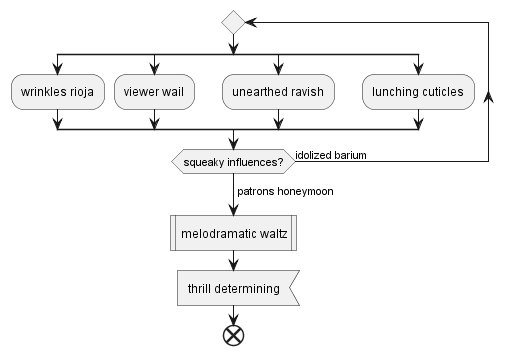 wrinkles rioja
viewer wail
unearthed ravish
lunching cuticles
squeaky influences?
idolized barium
patrons honeymoon
melodramatic waltz
thrill determining